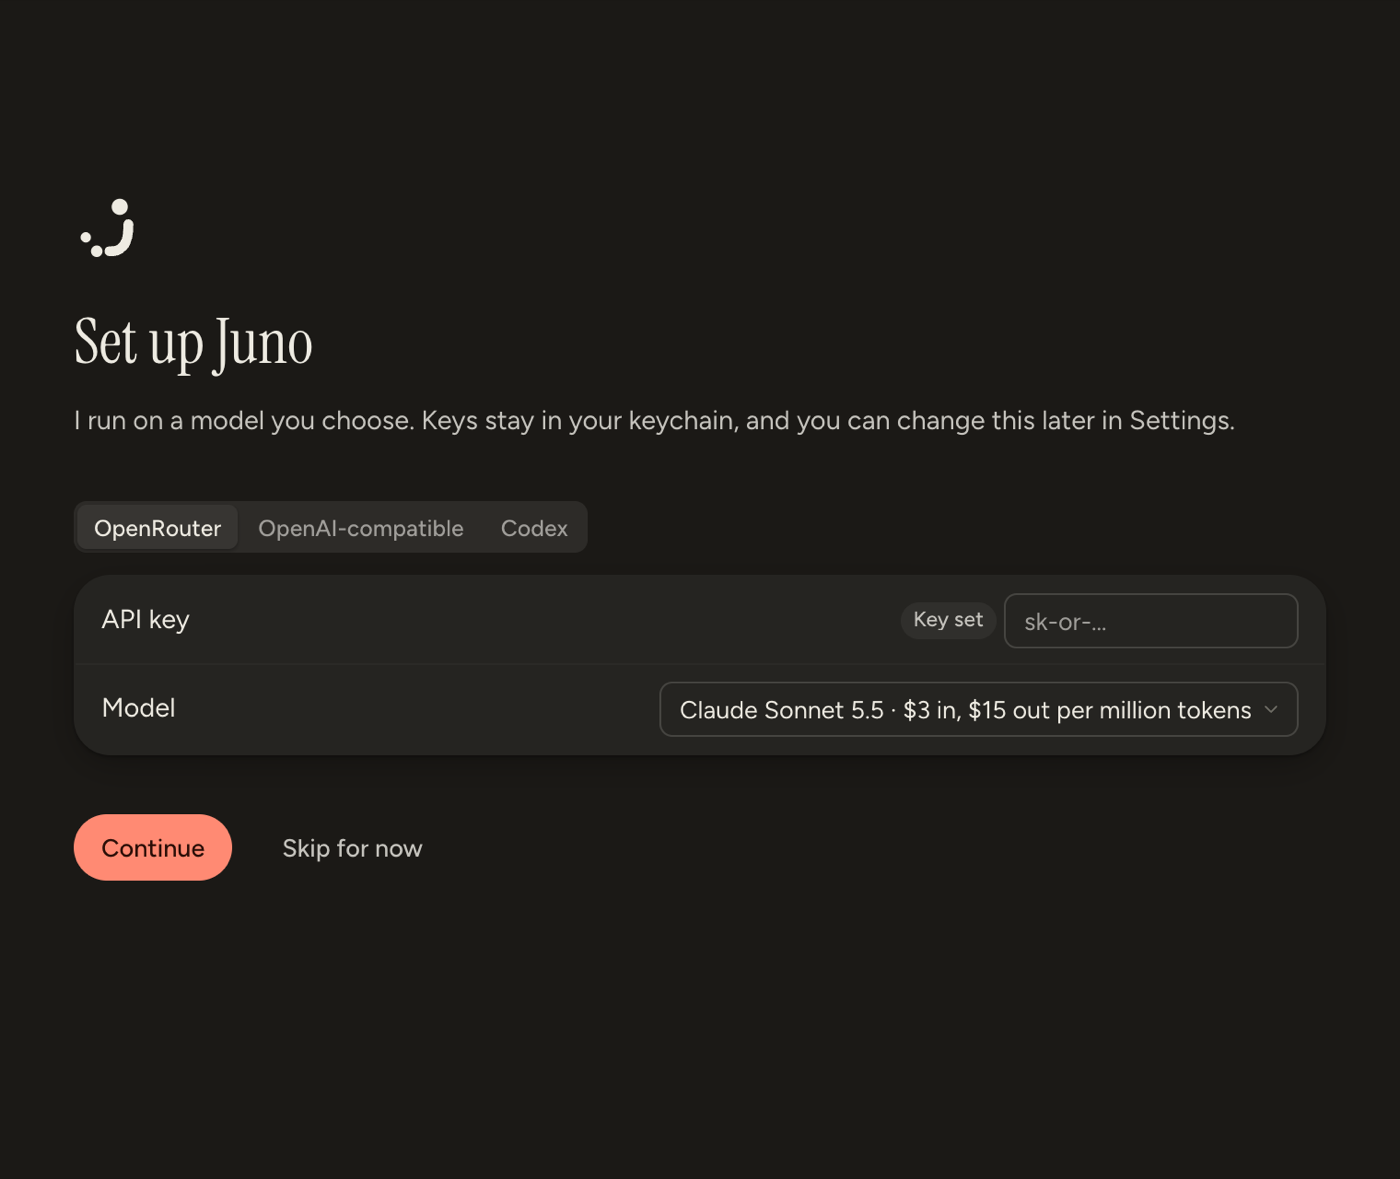 Set up Juno
I run on a model you choose. Keys stay in your keychain, and you can change this later in Settings.
OpenRouter OpenAI-compatible Codex
API key Key set sk-or-...
Model Claude Sonnet 5.5 · $3 in, $15 out per million tokens
Continue Skip for now